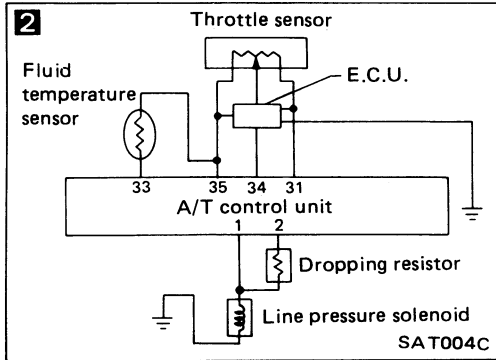 2
Throttle sensor
E.C.U.
Fluid
temperature
sensor
33 35 34 31
A/T control unit
1 2
Dropping resistor
Line pressure solenoid
SAT004C